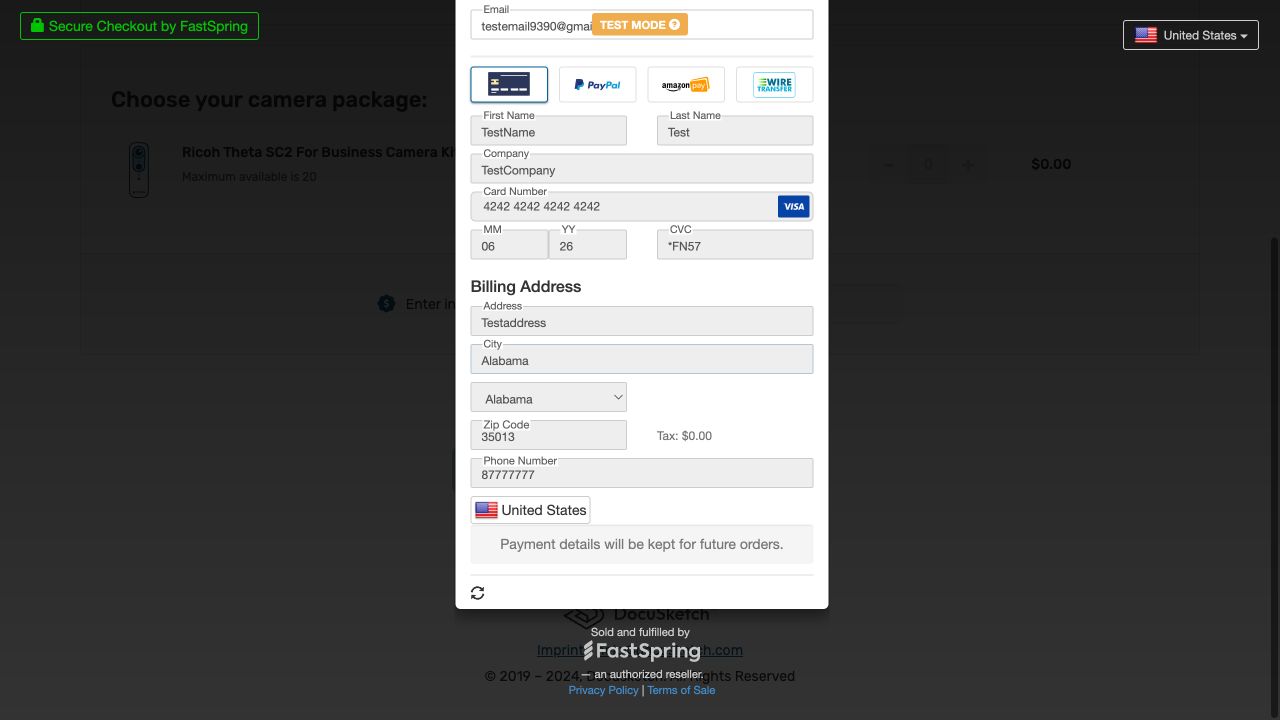 Secure Checkout by FastSpring
United States
Email
testemail9390@gmai
TEST MODE
PayPal
amazon pay
WIRE TRANSFER
Choose your camera package:
Ricoh Theta SC2 For Business Camera Ki
Maximum available is 20
0
$0.00
First Name
TestName
Last Name
Test
Company
TestCompany
Card Number
4242 4242 4242 4242
VISA
MM
06
YY
26
CVC
*FN57
Enter in
Billing Address
Address
Testaddress
City
Alabama
Alabama
Zip Code
35013
Tax: $0.00
Phone Number
87777777
United States
Payment details will be kept for future orders.
DocuSketch
Sold and fulfilled by
Imprint
ch.com
FastSpring
— an authorized reseller.
© 2019 – 2024, DocuSketch. All Rights Reserved
Privacy Policy | Terms of Sale